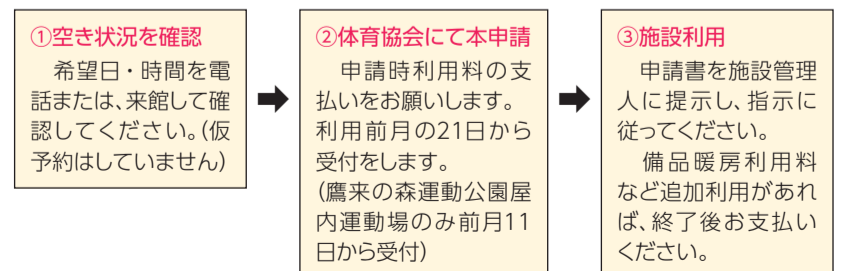 ①空き状況を確認
希望日・時間を電
話または、来館して確
認してください。(仮
予約はしていません)
②体育協会にて本申請
申請時利用料の支
払いをお願いします。
利用前月の21日から
受付をします。
(鷹来の森運動公園屋
内運動場のみ前月11
日から受付)
③施設利用
申請書を施設管理
人に提示し、指示に
従ってください。
備品暖房利用料
など追加利用があれ
ば、終了後お支払い
ください。